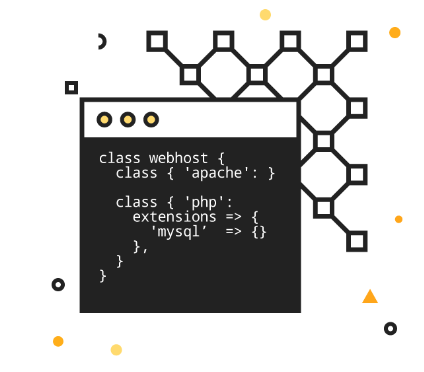 class webhost {
  class { 'apache': }

  class { 'php':
    extensions => {
      'mysql’  => {}
    },
  }
}